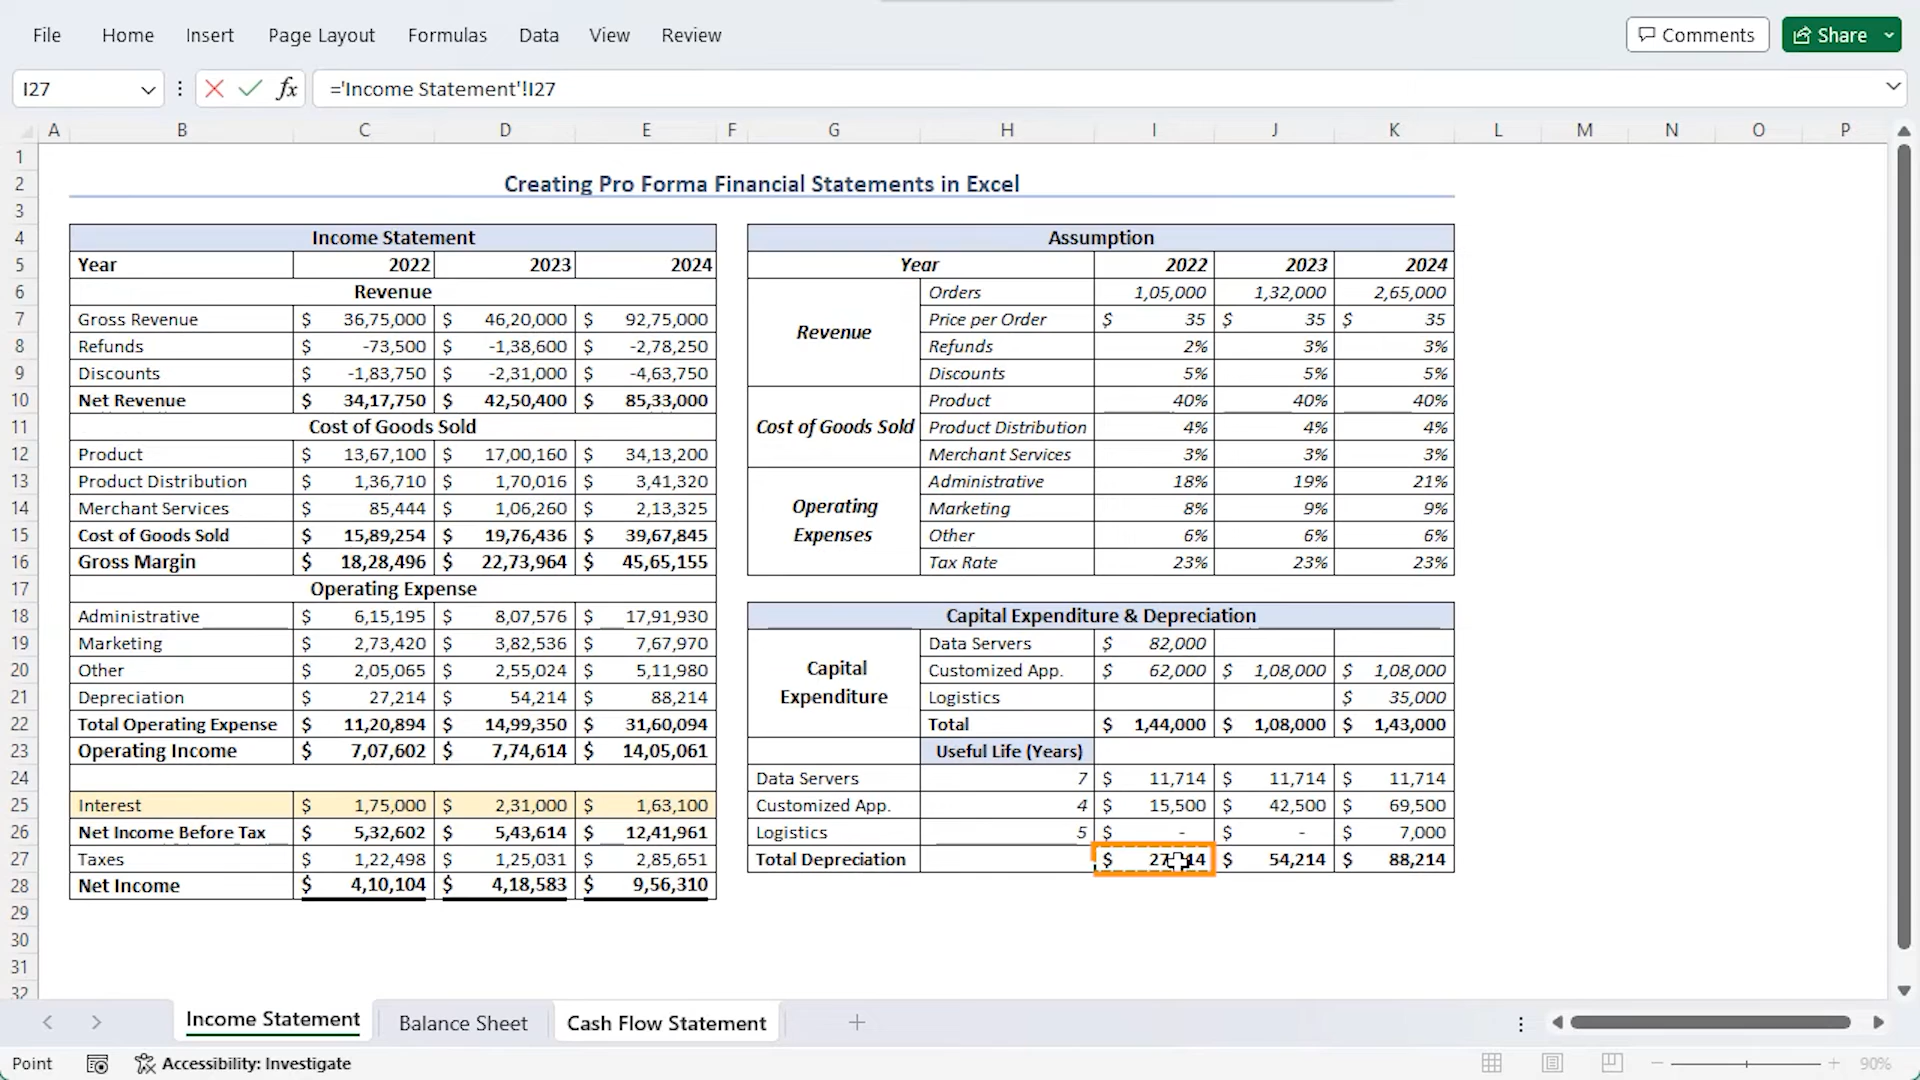 File Home Insert Page Layout Formulas Data View Review Comments Share
I27 fx ='Income Statement'!I27
A B C D E F G H I J K L M N O P
1
2 Creating Pro Forma Financial Statements in Excel
3
4 Income Statement Assumption
5 Year 2022 2023 2024 Year 2022 2023 2024
6 Revenue Orders 1,05,000 1,32,000 2,65,000
7 Gross Revenue $ 36,75,000 $ 46,20,000 $ 92,75,000 Revenue Price per Order $ 35 $ 35 $ 35
8 Refunds $ -73,500 $ -1,38,600 $ -2,78,250 Refunds 2% 3% 3%
9 Discounts $ -1,83,750 $ -2,31,000 $ -4,63,750 Discounts 5% 5% 5%
10 Net Revenue $ 34,17,750 $ 42,50,400 $ 85,33,000 Product 40% 40% 40%
11 Cost of Goods Sold Cost of Goods Sold Product Distribution 4% 4% 4%
12 Product $ 13,67,100 $ 17,00,160 $ 34,13,200 Merchant Services 3% 3% 3%
13 Product Distribution $ 1,36,710 $ 1,70,016 $ 3,41,320 Administrative 18% 19% 21%
14 Merchant Services $ 85,444 $ 1,06,260 $ 2,13,325 Operating Marketing 8% 9% 9%
15 Cost of Goods Sold $ 15,89,254 $ 19,76,436 $ 39,67,845 Expenses Other 6% 6% 6%
16 Gross Margin $ 18,28,496 $ 22,73,964 $ 45,65,155 Tax Rate 23% 23% 23%
17 Operating Expense
18 Administrative $ 6,15,195 $ 8,07,576 $ 17,91,930 Capital Expenditure & Depreciation
19 Marketing $ 2,73,420 $ 3,82,536 $ 7,67,970 Data Servers $ 82,000
20 Other $ 2,05,065 $ 2,55,024 $ 5,11,980 Capital Customized App. $ 62,000 $ 1,08,000 $ 1,08,000
21 Depreciation $ 27,214 $ 54,214 $ 88,214 Expenditure Logistics $ 35,000
22 Total Operating Expense $ 11,20,894 $ 14,99,350 $ 31,60,094 Total $ 1,44,000 $ 1,08,000 $ 1,43,000
23 Operating Income $ 7,07,602 $ 7,74,614 $ 14,05,061 Useful Life (Years)
24 Data Servers 7 $ 11,714 $ 11,714 $ 11,714
25 Interest $ 1,75,000 $ 2,31,000 $ 1,63,100 Customized App. 4 $ 15,500 $ 42,500 $ 69,500
26 Net Income Before Tax $ 5,32,602 $ 5,43,614 $ 12,41,961 Logistics 5 $ - $ - $ 7,000
27 Taxes $ 1,22,498 $ 1,25,031 $ 2,85,651 Total Depreciation $ 27,214 $ 54,214 $ 88,214
28 Net Income $ 4,10,104 $ 4,18,583 $ 9,56,310
29
30
31
32
Income Statement Balance Sheet Cash Flow Statement
Point Accessibility: Investigate 90%